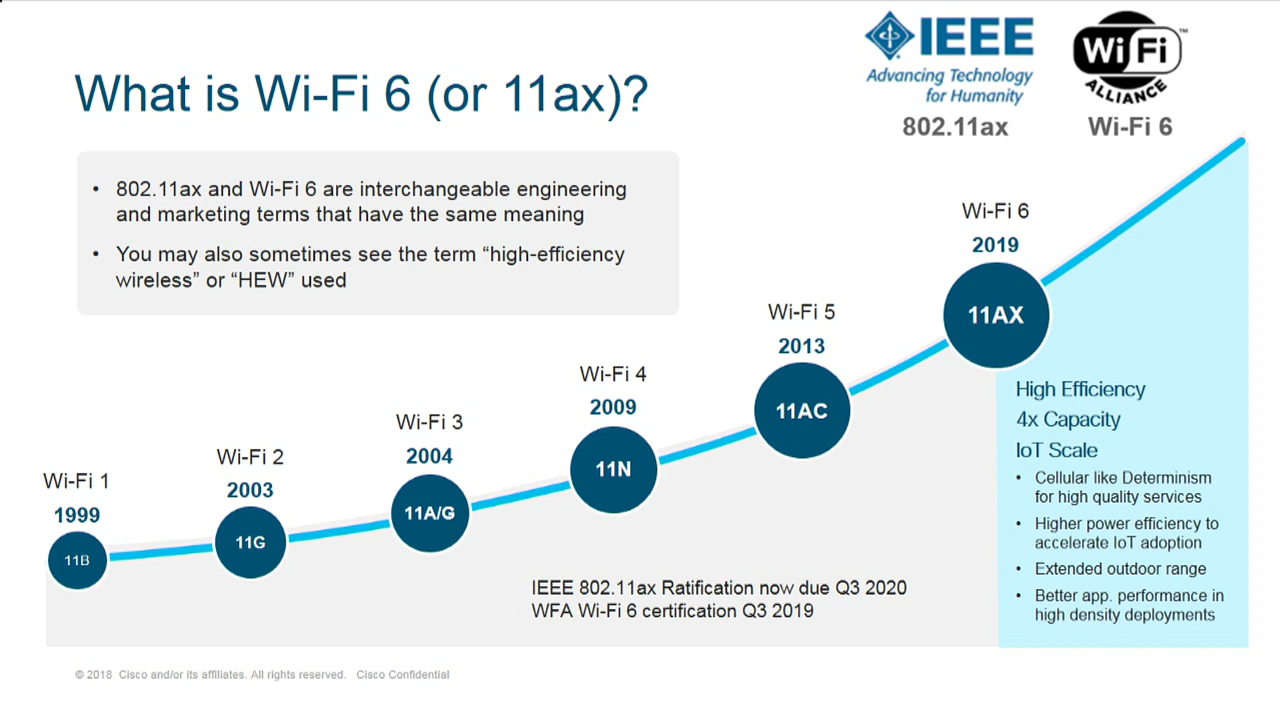 IEEE
Advancing Technology
for Humanity
802.11ax
Wi Fi
™
ALLIANCE
Wi-Fi 6
What is Wi-Fi 6 (or 11ax)?
• 802.11ax and Wi-Fi 6 are interchangeable engineering
and marketing terms that have the same meaning
• You may also sometimes see the term “high-efficiency
wireless” or “HEW” used
Wi-Fi 1
1999
11B
Wi-Fi 2
2003
11G
Wi-Fi 3
2004
11A/G
Wi-Fi 4
2009
11N
Wi-Fi 5
2013
11AC
Wi-Fi 6
2019
11AX
High Efficiency
4x Capacity
IoT Scale
• Cellular like Determinism
for high quality services
• Higher power efficiency to
accelerate IoT adoption
• Extended outdoor range
• Better app. performance in
high density deployments
IEEE 802.11ax Ratification now due Q3 2020
WFA Wi-Fi 6 certification Q3 2019
© 2018 Cisco and/or its affiliates. All rights reserved. Cisco Confidential